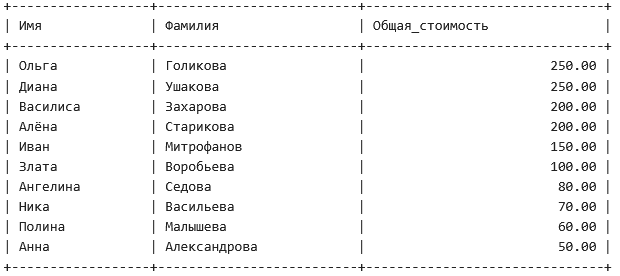 Имя Фамилия Общая_стоимость
Ольга Голикова 250.00
Диана Ушакова 250.00
Василиса Захарова 200.00
Алёна Старикова 200.00
Иван Митрофанов 150.00
Злата Воробьева 100.00
Ангелина Седова 80.00
Ника Васильева 70.00
Полина Малышева 60.00
Анна Александрова 50.00